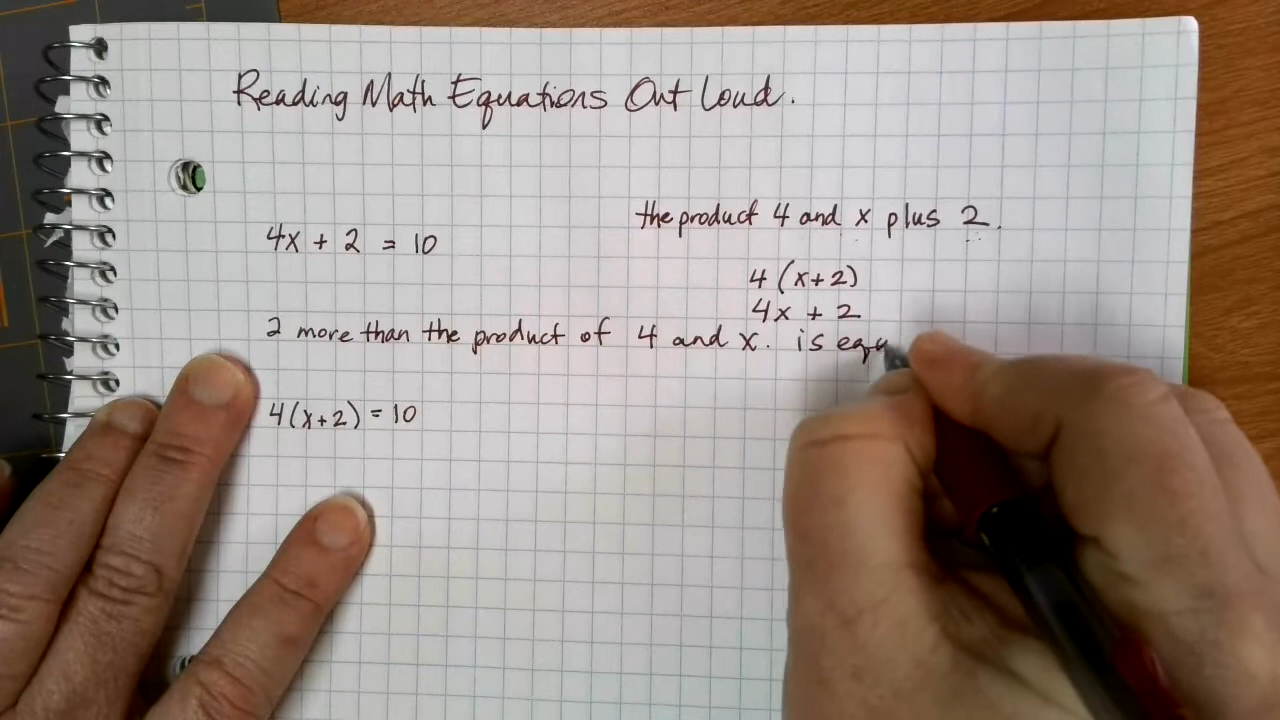 Reading Math Equations Out Loud.
the product 4 and x plus 2.
4x + 2 = 10
4(x+2)
4x + 2
2 more than the product of 4 and x. is equ
4(x+2) = 10